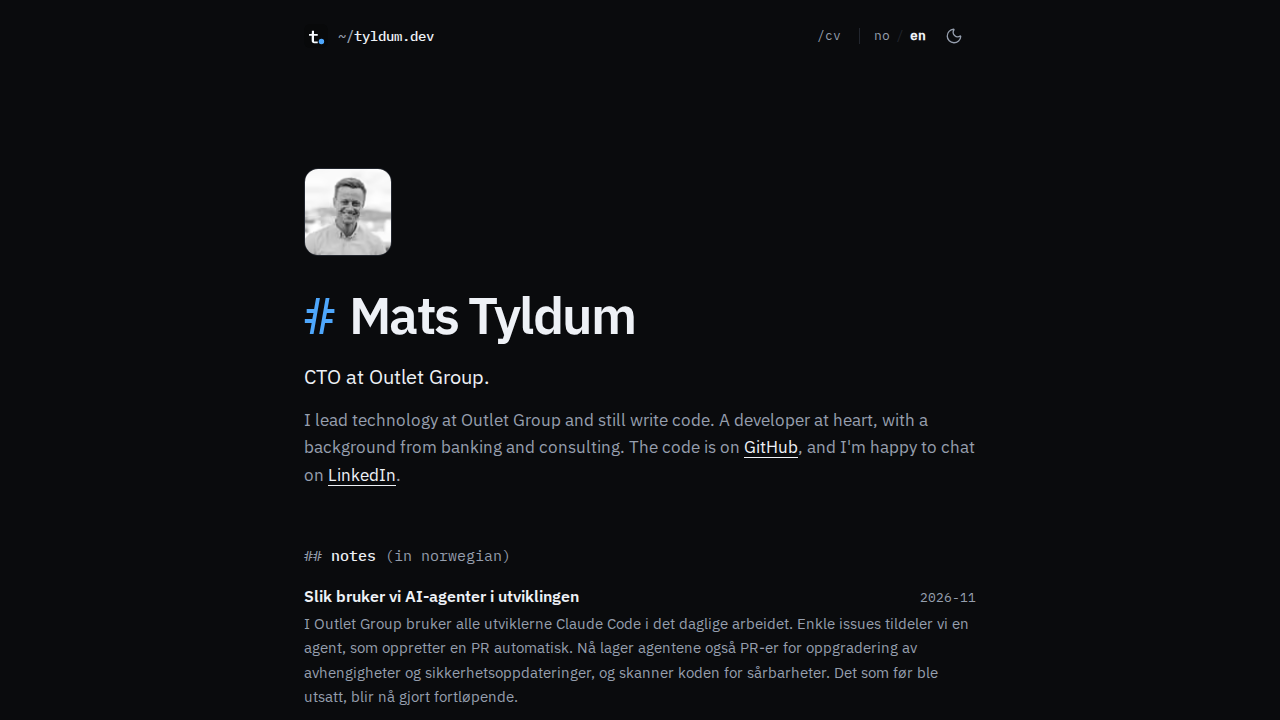 t. ~/tyldum.dev /cv no / en
# Mats Tyldum
CTO at Outlet Group.
I lead technology at Outlet Group and still write code. A developer at heart, with a
background from banking and consulting. The code is on GitHub, and I'm happy to chat
on LinkedIn.
## notes (in norwegian)
Slik bruker vi AI-agenter i utviklingen 2026-11
I Outlet Group bruker alle utviklerne Claude Code i det daglige arbeidet. Enkle issues tildeler vi en
agent, som oppretter en PR automatisk. Nå lager agentene også PR-er for oppgradering av
avhengigheter og sikkerhetsoppdateringer, og skanner koden for sårbarheter. Det som før ble
utsatt, blir nå gjort fortløpende.